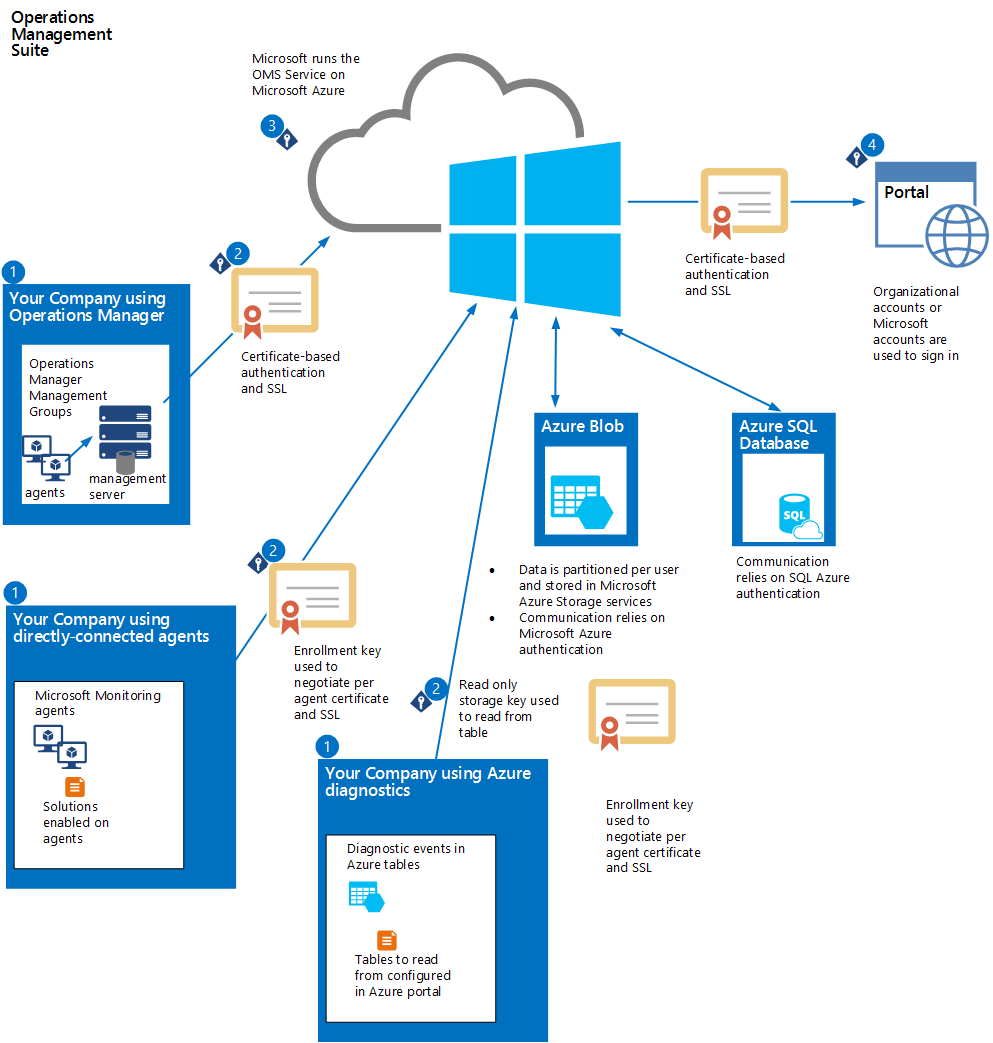 Operations
Management
Suite
Microsoft runs the
OMS Service on
Microsoft Azure
3
4
Portal
Certificate-based
authentication
and SSL
Organizational
accounts or
Microsoft
accounts are
used to sign in
2
1
Your Company using
Operations Manager
Operations
Manager
Management
Groups
agents
management
server
Certificate-based
authentication
and SSL
Azure Blob
Data is partitioned per user
and stored in Microsoft
Azure Storage services
Communication relies on
Microsoft Azure
authentication
Azure SQL
Database
SQL
Communication
relies on SQL Azure
authentication
2
1
Your Company using
directly-connected agents
Microsoft Monitoring
agents
Solutions
enabled on
agents
Enrollment key
used to
negotiate per
agent certificate
and SSL
2
Read only
storage key used
to read from
table
1
Your Company using Azure
diagnostics
Diagnostic events in
Azure tables
Tables to read
from configured
in Azure portal
Enrollment key
used to
negotiate per
agent certificate
and SSL